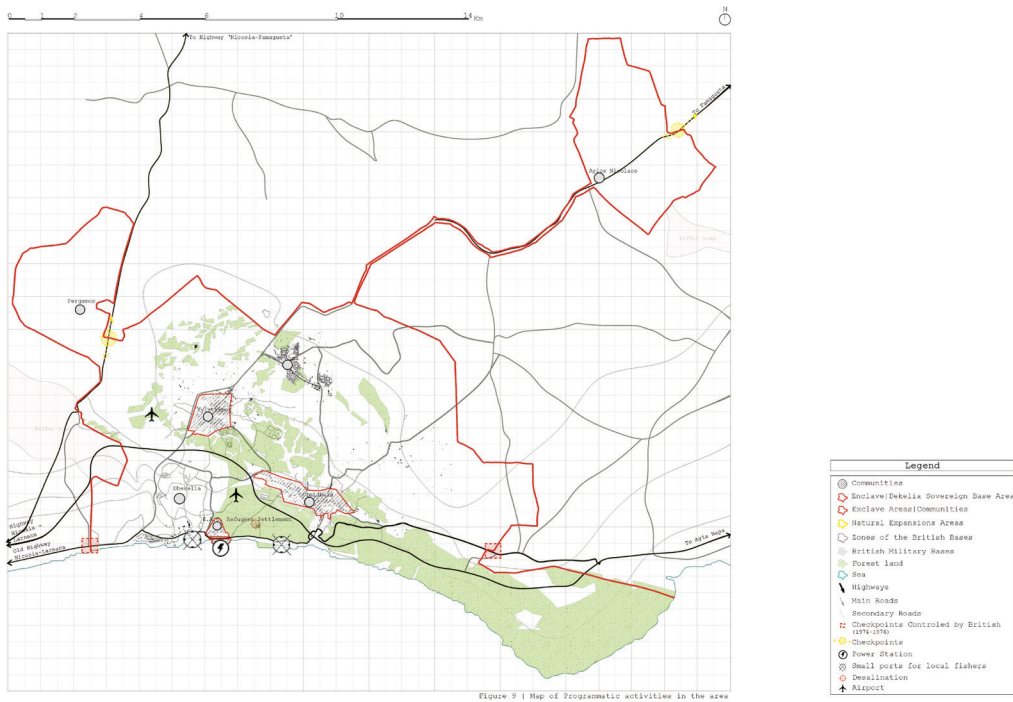 0 1 2 4 6 10 14 Km
N
To Highway 'Nicosia-Famagusta'
To Famagusta
Ayios Nikolaos
Buffer Zone
Pergamos
Dhekelia
Refugees Settlement
Highway
Nicosia -
Larnaca
Old Highway
Nicosia-Larnaca
To Ayia Napa
Figure 9 | Map of Programmatic activities in the area
Legend
Communities
Enclave|Dekelia Sovereign Base Area
Exclave Areas|Communities
Natural Expansions Areas
Zones of the British Bases
British Military Bases
Forest land
Sea
Highways
Main Roads
Secondary Roads
Checkpoints Controled by British
(1974-1976)
Checkpoints
Power Station
Small ports for local fishers
Desalination
Airport